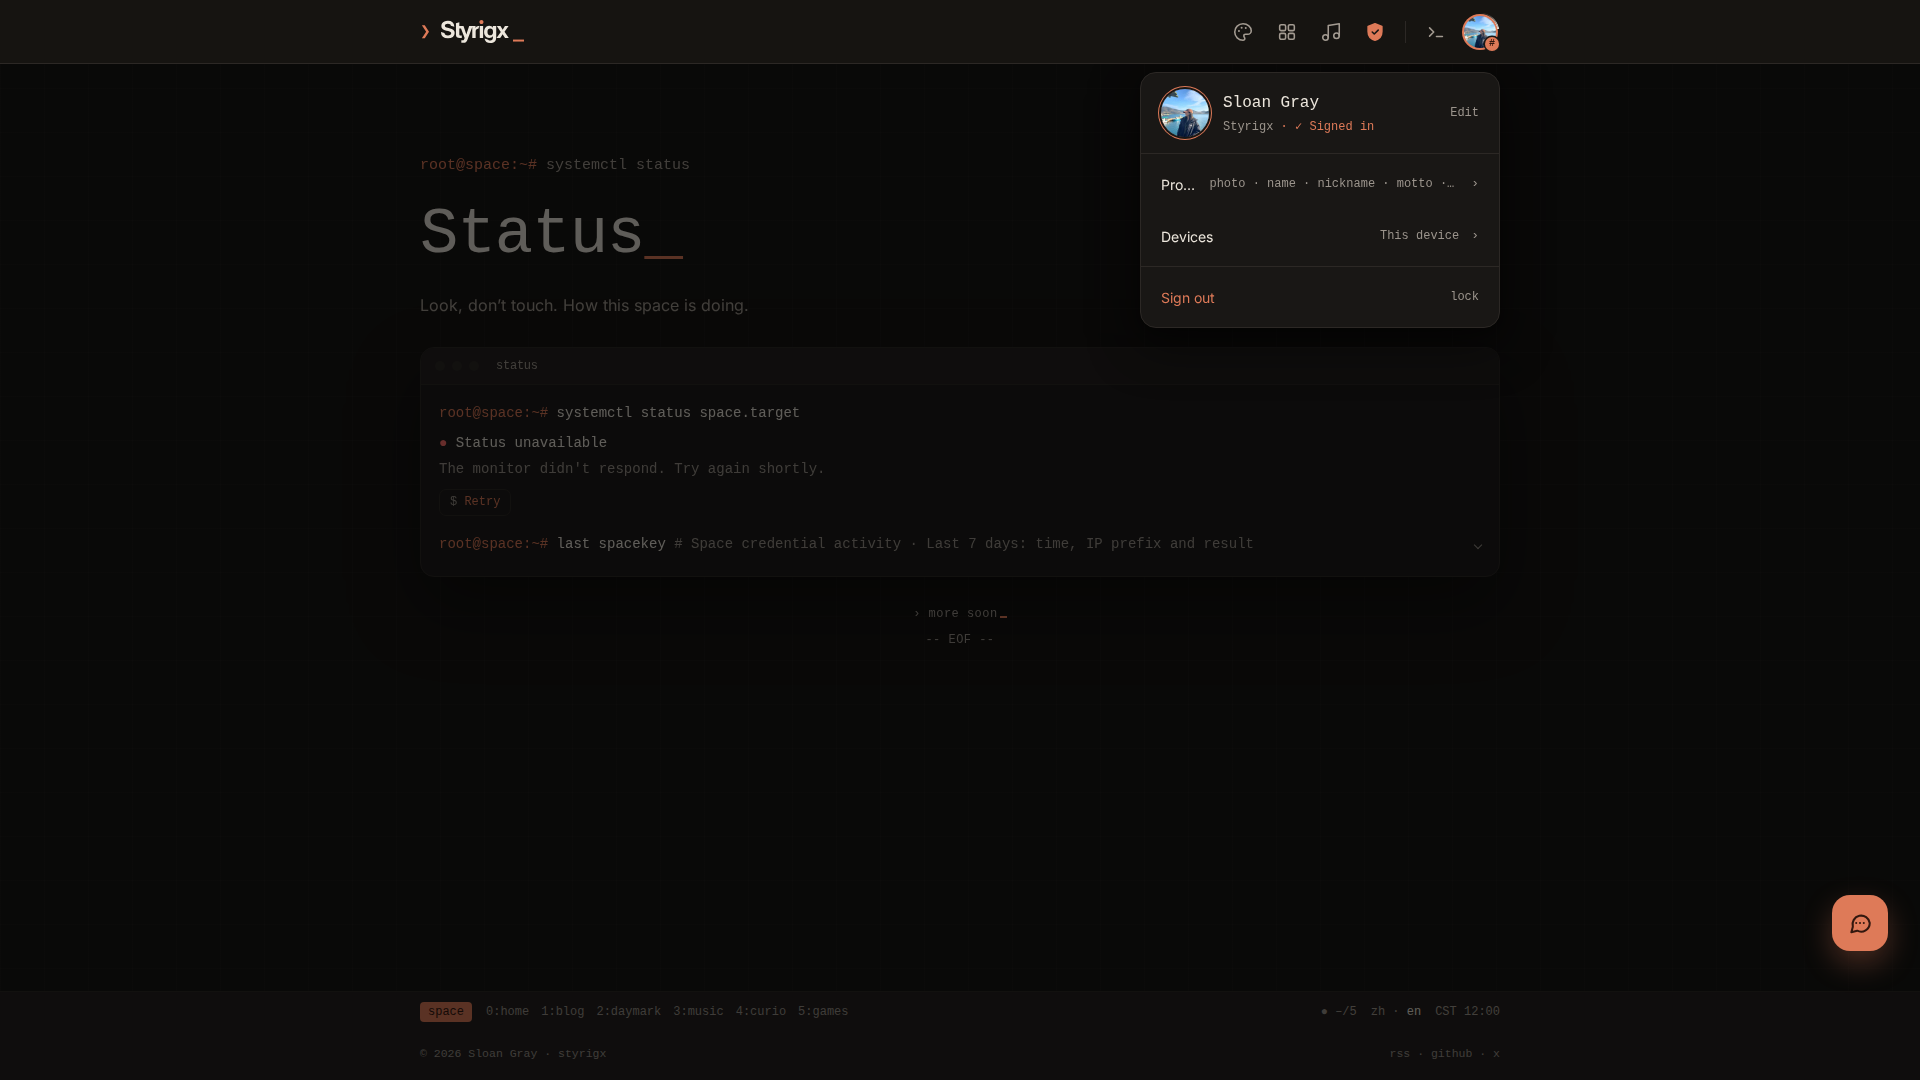 ❯ Styrigx _
#
Sloan Gray
Edit
Styrigx · ✓ Signed in
Pro... photo · name · nickname · motto ·… ›
Devices This device ›
Sign out lock
root@space:~# systemctl status
Status_
Look, don't touch. How this space is doing.
status
root@space:~# systemctl status space.target
● Status unavailable
The monitor didn't respond. Try again shortly.
$ Retry
root@space:~# last spacekey # Space credential activity · Last 7 days: time, IP prefix and result
› more soon_
-- EOF --
space 0:home 1:blog 2:daymark 3:music 4:curio 5:games ● –/5 zh · en CST 12:00
© 2026 Sloan Gray · styrigx rss · github · x